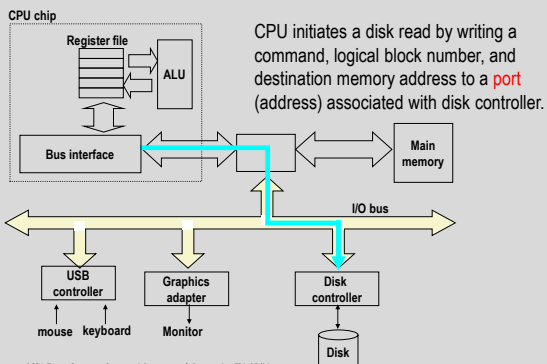 CPU chip
Register file
ALU
CPU initiates a disk read by writing a
command, logical block number, and
destination memory address to a port
(address) associated with disk controller.
Bus interface
Main
memory
I/O bus
USB
controller
Graphics
adapter
Disk
controller
mouse
keyboard
Monitor
Disk